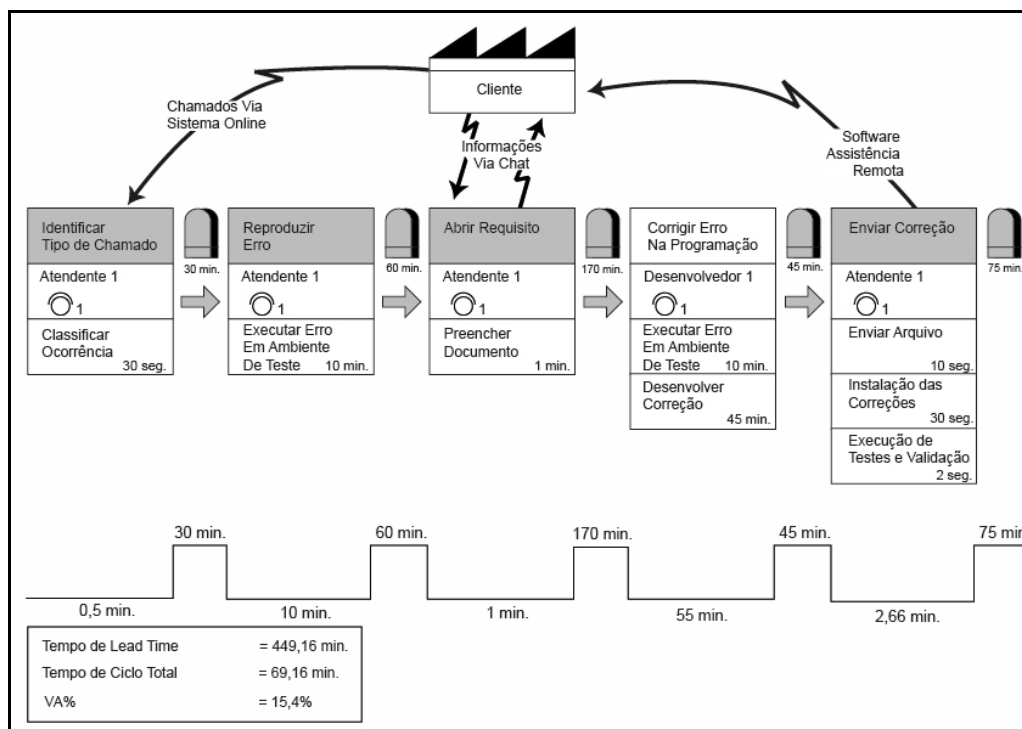 Cliente
Chamados Via
Sistema Online
Informações
Via Chat
Software
Assistência
Remota
Identificar
Tipo de Chamado
Atendente 1
1
Classificar
Ocorrência
30 seg.
30 min.
Reproduzir
Erro
Atendente 1
1
Executar Erro
Em Ambiente
De Teste 10 min.
60 min.
Abrir Requisito
Atendente 1
1
Preencher
Documento
1 min.
170 min.
Corrigir Erro
Na Programação
Desenvolvedor 1
1
Executar Erro
Em Ambiente
De Teste 10 min.
Desenvolver
Correção
45 min.
45 min.
Enviar Correção
Atendente 1
1
Enviar Arquivo
10 seg.
Instalação das
Correções
30 seg.
Execução de
Testes e Validação
2 seg.
75 min.
30 min. 60 min. 170 min. 45 min. 75 min
0,5 min. 10 min. 1 min. 55 min. 2,66 min.
Tempo de Lead Time = 449,16 min.
Tempo de Ciclo Total = 69,16 min.
VA% = 15,4%